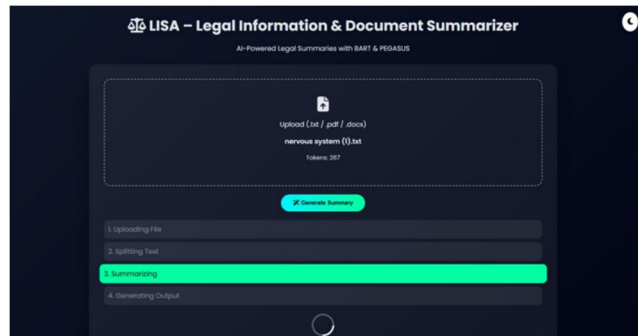 LISA – Legal Information & Document Summarizer
AI-Powered Legal Summaries with BART & PEGASUS
Upload (.txt / .pdf / .docx)
nervous system (1).txt
Tokens: 267
Generate Summary
1. Uploading File
2. Splitting Text
3. Summarizing
4. Generating Output